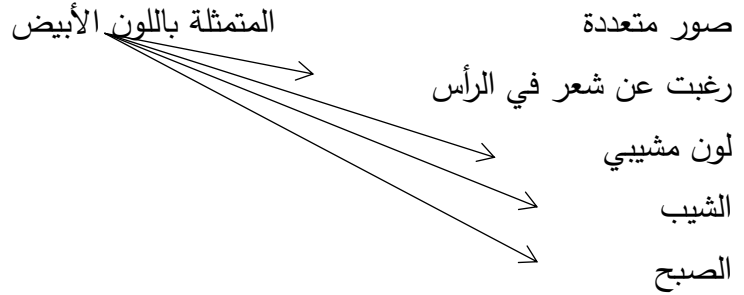 صور متعددة المتمثلة باللون الأبيض
رغبت عن شعر في الرأس
لون مشيبي
الشيب
الصبح